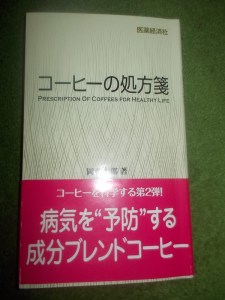 医薬経済社
コーヒーの処方箋
PRESCRIPTION OF COFFEES FOR HEALTHY LIFE
著
コーヒーを科学する第2弾!
病気を“予防”する
成分ブレンドコーヒー